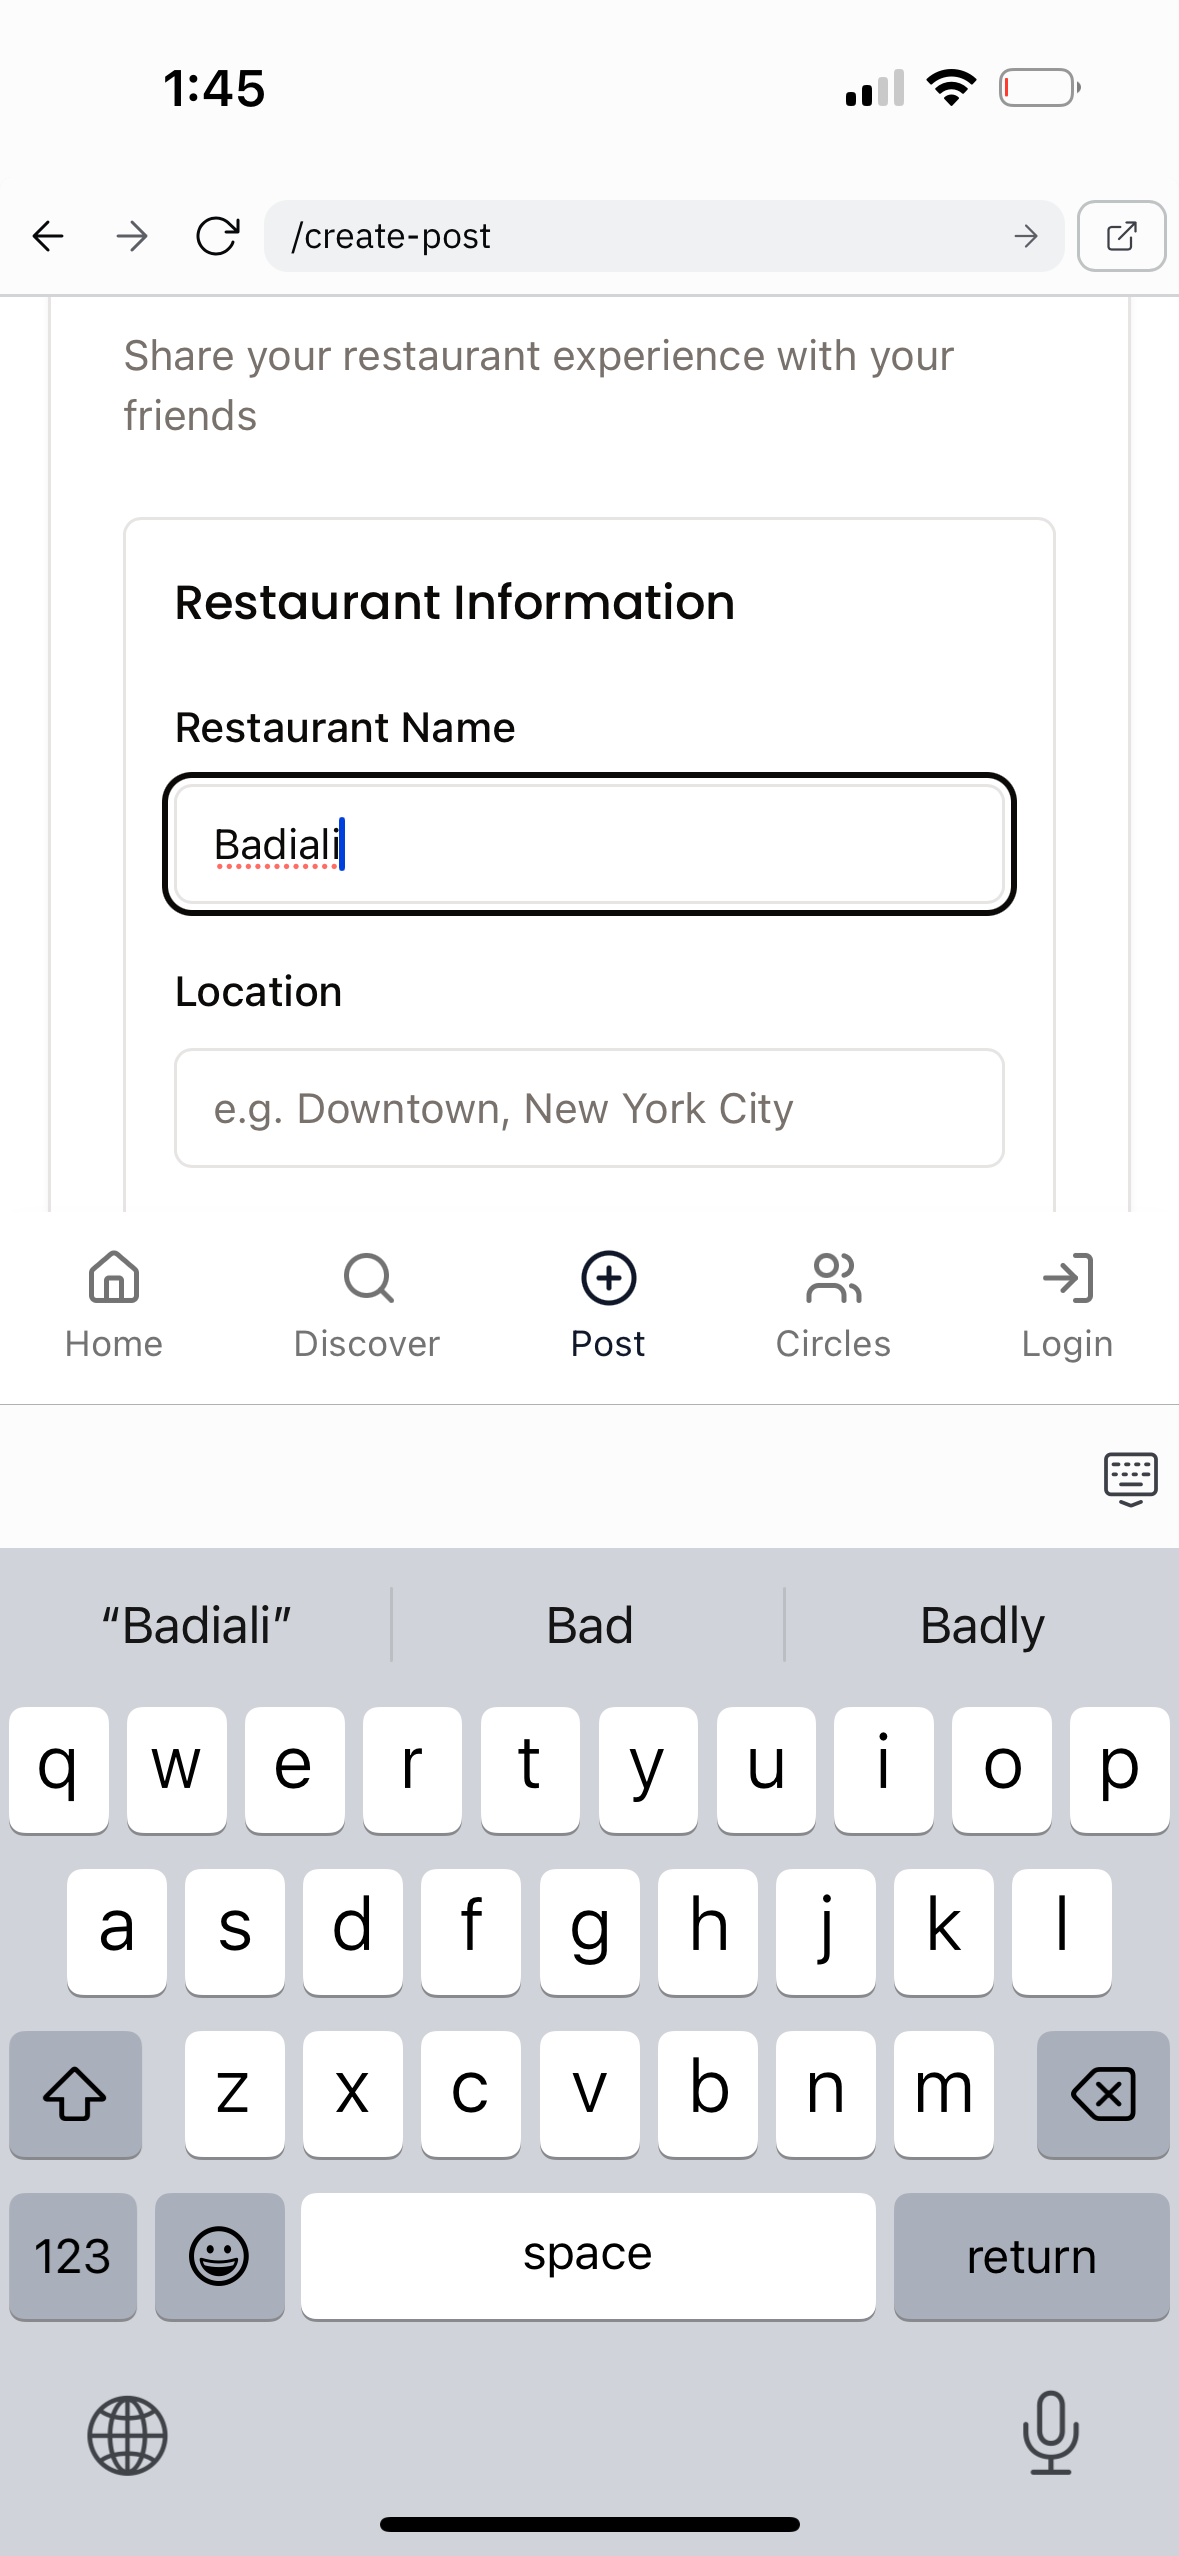 1:45
/create-post
Share your restaurant experience with your
friends
Restaurant Information
Restaurant Name
Badiali
Location
e.g. Downtown, New York City
Home Discover Post Circles Login
“Badiali” Bad Badly
q w e r t y u i o p
a s d f g h j k l
z x c v b n m
123 space return